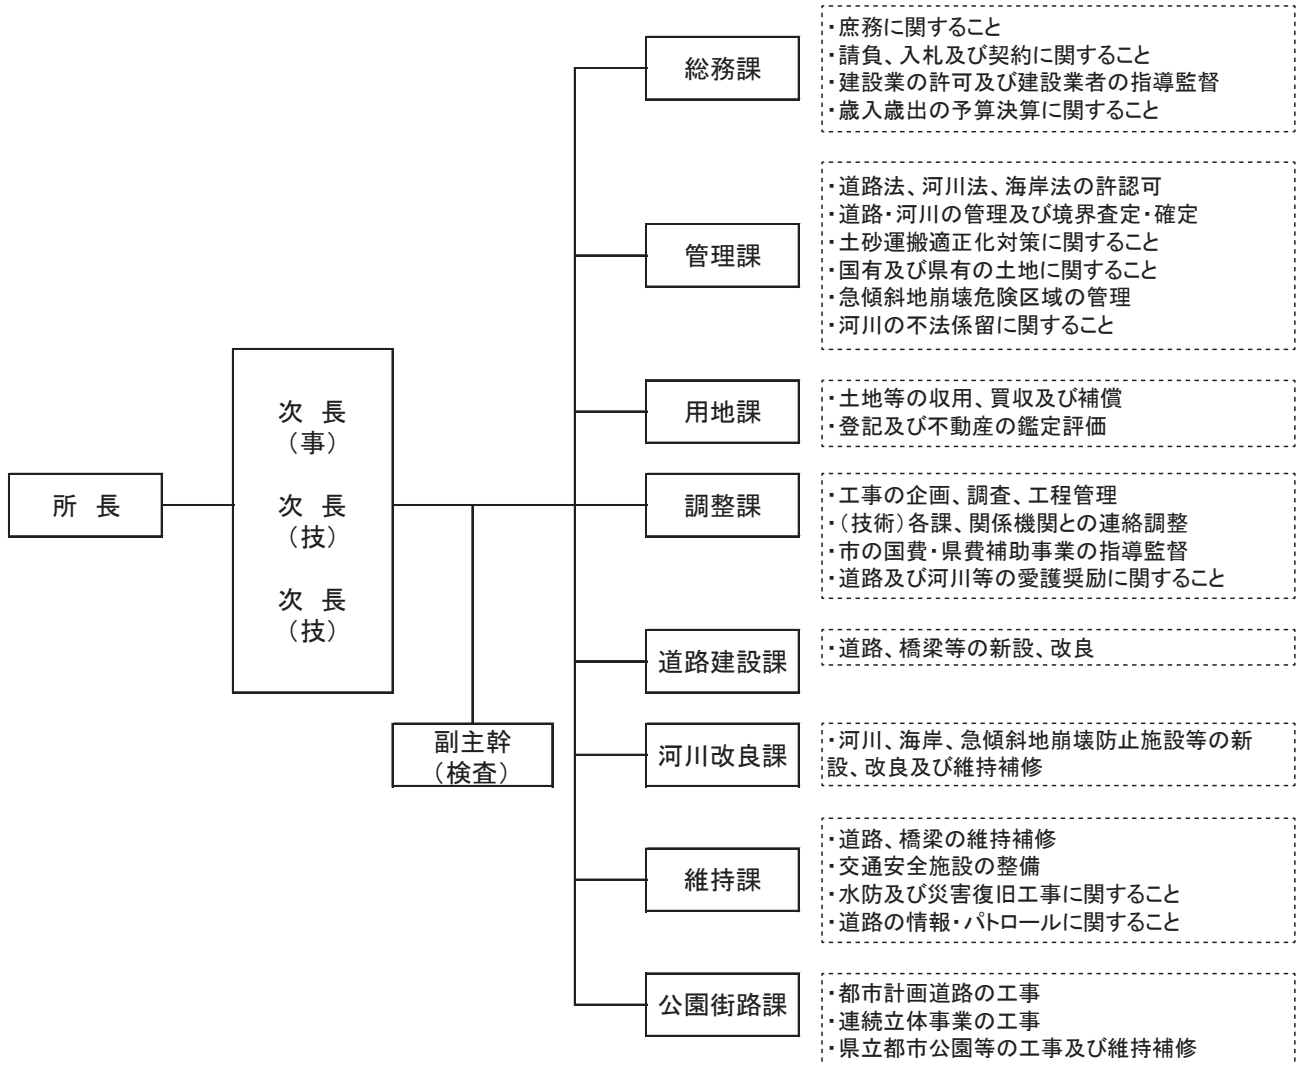 総務課
・庶務に関すること
・請負、入札及び契約に関すること
・建設業の許可及び建設業者の指導監督
・歳入歳出の予算決算に関すること
管理課
・道路法、河川法、海岸法の許認可
・道路・河川の管理及び境界査定・確定
・土砂運搬適正化対策に関すること
・国有及び県有の土地に関すること
・急傾斜地崩壊危険区域の管理
・河川の不法係留に関すること
用地課
・土地等の収用、買収及び補償
・登記及び不動産の鑑定評価
所 長
次 長
（事）
次 長
（技）
次 長
（技）
調整課
・工事の企画、調査、工程管理
・（技術）各課、関係機関との連絡調整
・市の国費・県費補助事業の指導監督
・道路及び河川等の愛護奨励に関すること
道路建設課
・道路、橋梁等の新設、改良
副主幹
（検査）
河川改良課
・河川、海岸、急傾斜地崩壊防止施設等の新
設、改良及び維持補修
維持課
・道路、橋梁の維持補修
・交通安全施設の整備
・水防及び災害復旧工事に関すること
・道路の情報・パトロールに関すること
公園街路課
・都市計画道路の工事
・連続立体事業の工事
・県立都市公園等の工事及び維持補修